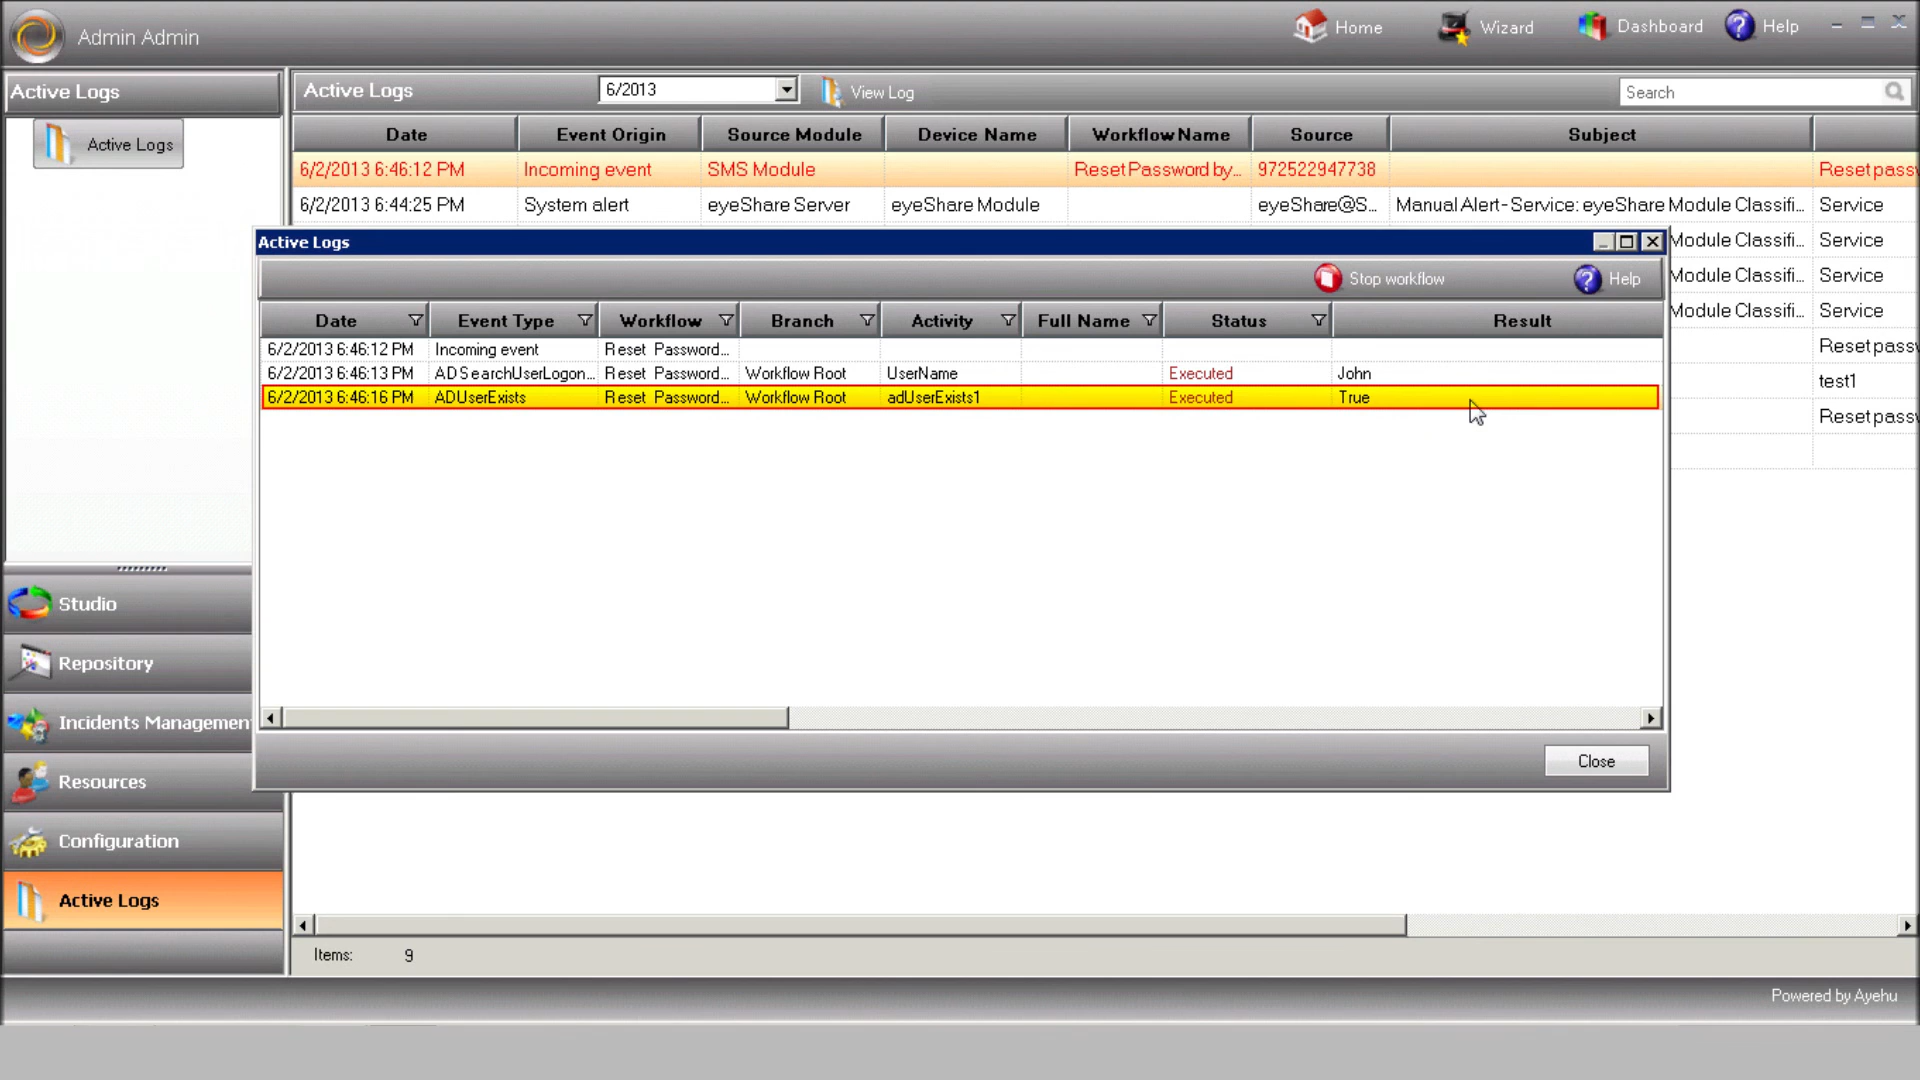 Admin Admin
Home Wizard Dashboard Help
Active Logs
Active Logs
Active Logs 6/2013 View Log Search
Date Event Origin Source Module Device Name Workflow Name Source Subject
6/2/2013 6:46:12 PM Incoming event SMS Module Reset Password by... 972522947738 Reset passw
6/2/2013 6:44:25 PM System alert eyeShare Server eyeShare Module eyeShare@S... Manual Alert - Service: eyeShare Module Classifi... Service
Module Classifi... Service
Module Classifi... Service
Module Classifi... Service
Reset passw
test1
Reset passw
Active Logs
Stop workflow Help
Date Event Type Workflow Branch Activity Full Name Status Result
6/2/2013 6:46:12 PM Incoming event Reset Password...
6/2/2013 6:46:13 PM ADSearchUserLogon... Reset Password... Workflow Root UserName Executed John
6/2/2013 6:46:16 PM ADUserExists Reset Password... Workflow Root adUserExists1 Executed True
Close
Studio
Repository
Incidents Managemen
Resources
Configuration
Active Logs
Items: 9
Powered by Ayehu